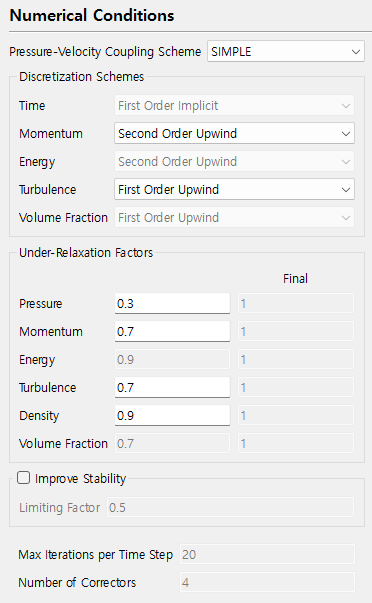 Numerical Conditions
Pressure-Velocity Coupling Scheme SIMPLE
Discretization Schemes
Time First Order Implicit
Momentum Second Order Upwind
Energy Second Order Upwind
Turbulence First Order Upwind
Volume Fraction First Order Upwind
Under-Relaxation Factors
Final
Pressure 0.3 1
Momentum 0.7 1
Energy 0.9 1
Turbulence 0.7 1
Density 0.9 1
Volume Fraction 0.7 1
Improve Stability
Limiting Factor 0.5
Max Iterations per Time Step 20
Number of Correctors 4